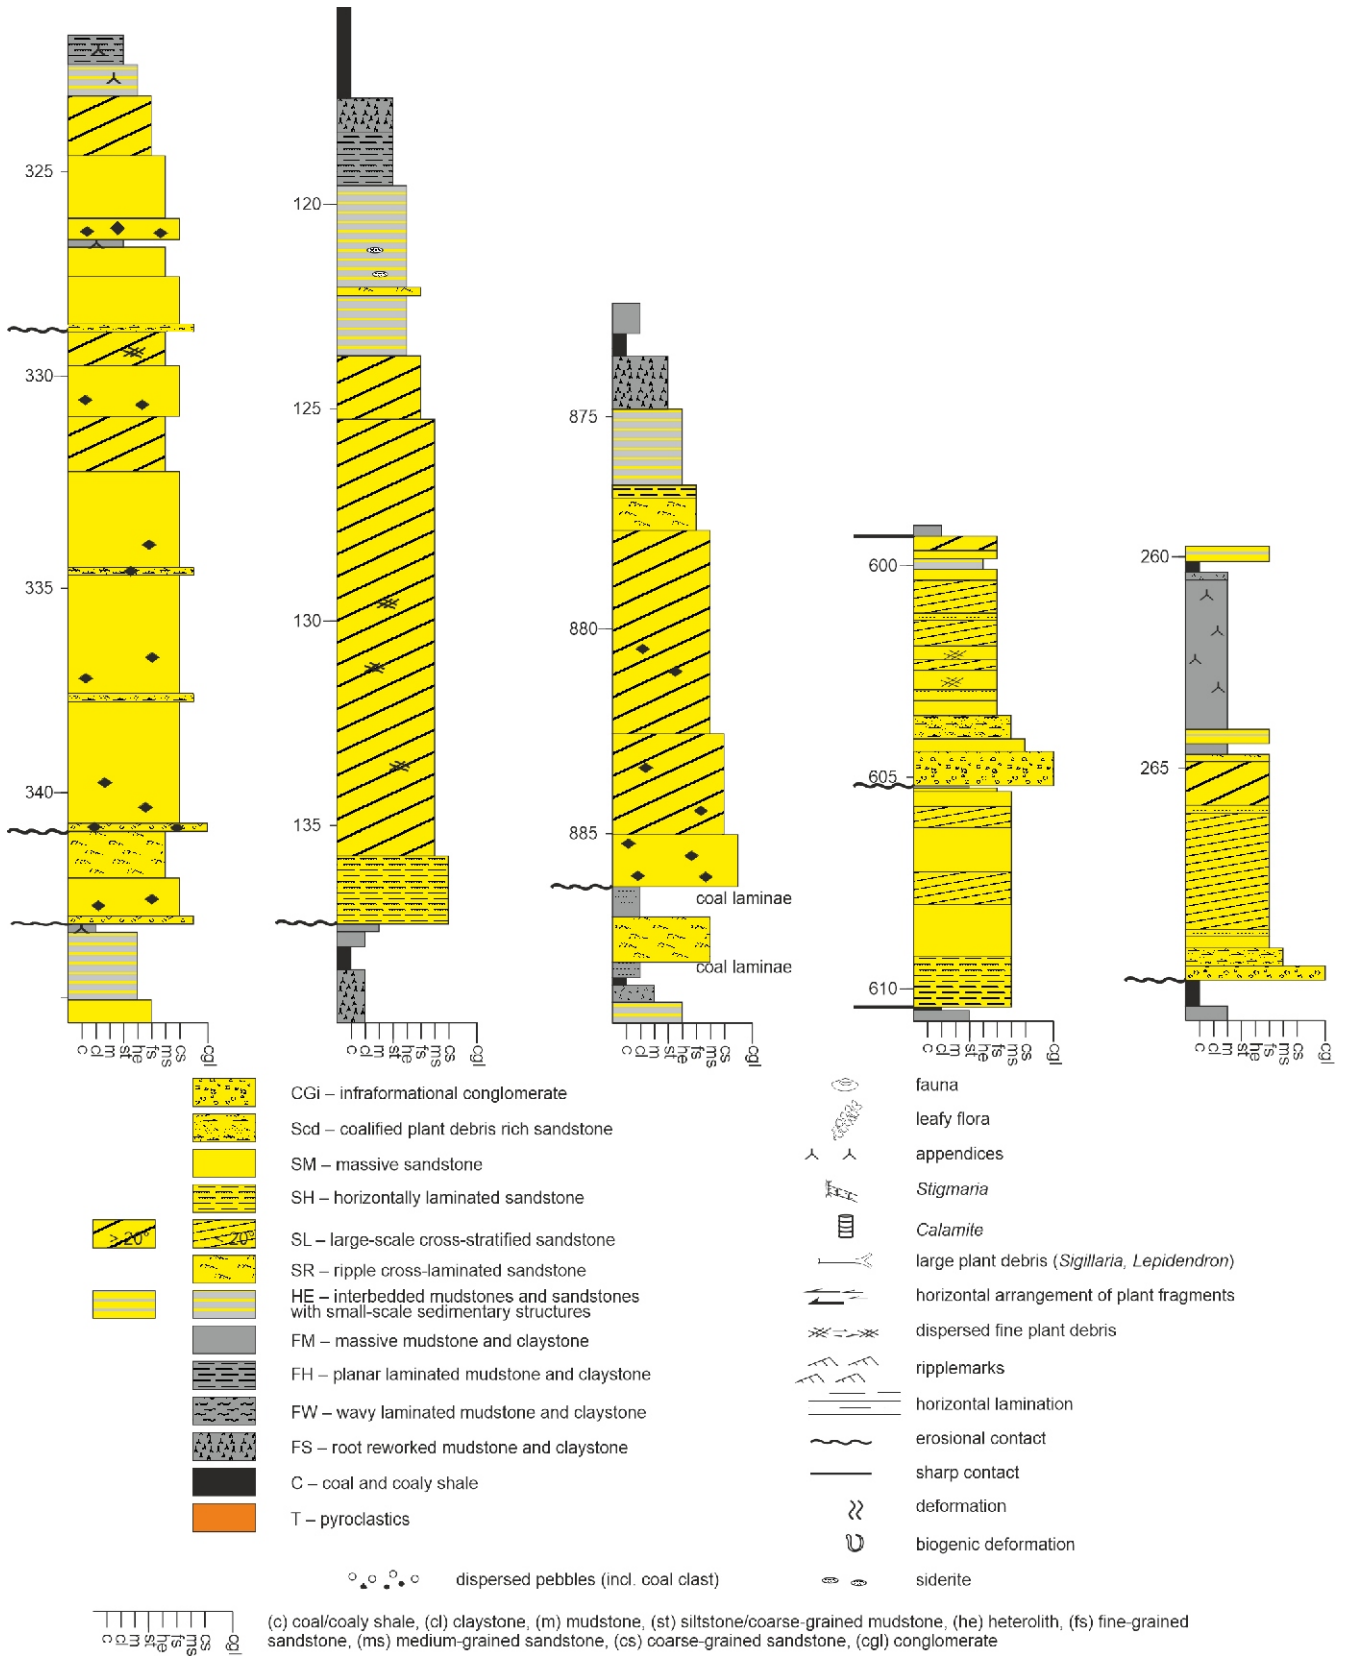 325
330
335
340
c
cl
m
st
he
fs
ms
cs
cgl
120
125
130
135
c
cl
m
st
he
fs
ms
cs
cgl
875
880
885
coal laminae
coal laminae
c
cl
m
st
he
fs
ms
cs
cgl
600
605
610
c
cl
m
st
he
fs
ms
cs
cgl
260
265
c
cl
m
st
he
fs
ms
cs
cgl
CGi – infraformational conglomerate
Scd – coalified plant debris rich sandstone
SM – massive sandstone
SH – horizontally laminated sandstone
> 20° < 20° SL – large-scale cross-stratified sandstone
SR – ripple cross-laminated sandstone
HE – interbedded mudstones and sandstones
with small-scale sedimentary structures
FM – massive mudstone and claystone
FH – planar laminated mudstone and claystone
FW – wavy laminated mudstone and claystone
FS – root reworked mudstone and claystone
C – coal and coaly shale
T – pyroclastics
dispersed pebbles (incl. coal clast)
fauna
leafy flora
appendices
Stigmaria
Calamite
large plant debris (Sigillaria, Lepidendron)
horizontal arrangement of plant fragments
dispersed fine plant debris
ripplemarks
horizontal lamination
erosional contact
sharp contact
deformation
biogenic deformation
siderite
c
cl
m
st
he
fs
ms
cs
cgl
(c) coal/coaly shale, (cl) claystone, (m) mudstone, (st) siltstone/coarse-grained mudstone, (he) heterolith, (fs) fine-grained
sandstone, (ms) medium-grained sandstone, (cs) coarse-grained sandstone, (cgl) conglomerate